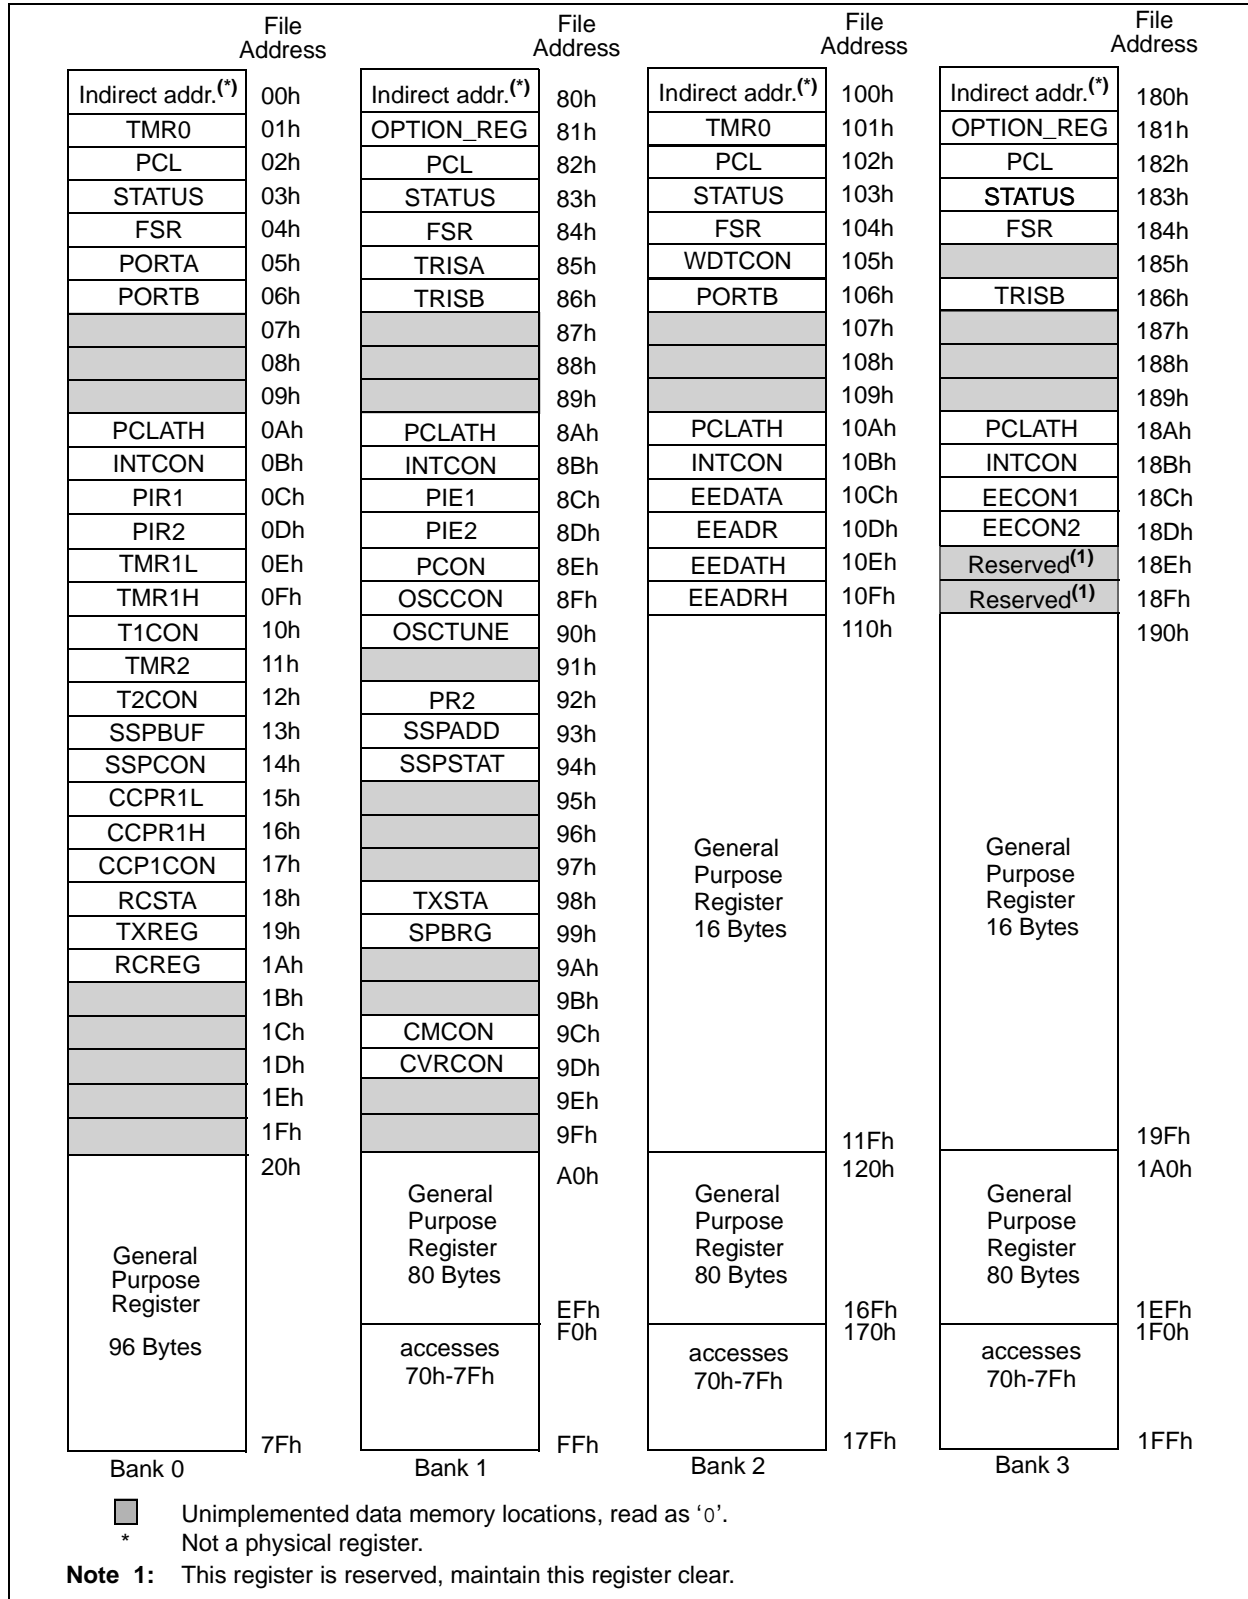 File Address File Address File Address File Address
Indirect addr.(*) 00h Indirect addr.(*) 80h Indirect addr.(*) 100h Indirect addr.(*) 180h
TMR0 01h OPTION_REG 81h TMR0 101h OPTION_REG 181h
PCL 02h PCL 82h PCL 102h PCL 182h
STATUS 03h STATUS 83h STATUS 103h STATUS 183h
FSR 04h FSR 84h FSR 104h FSR 184h
PORTA 05h TRISA 85h WDTCON 105h 185h
PORTB 06h TRISB 86h PORTB 106h TRISB 186h
07h 87h 107h 187h
08h 88h 108h 188h
09h 89h 109h 189h
PCLATH 0Ah PCLATH 8Ah PCLATH 10Ah PCLATH 18Ah
INTCON 0Bh INTCON 8Bh INTCON 10Bh INTCON 18Bh
PIR1 0Ch PIE1 8Ch EEDATA 10Ch EECON1 18Ch
PIR2 0Dh PIE2 8Dh EEADR 10Dh EECON2 18Dh
TMR1L 0Eh PCON 8Eh EEDATH 10Eh Reserved(1) 18Eh
TMR1H 0Fh OSCCON 8Fh EEADRH 10Fh Reserved(1) 18Fh
T1CON 10h OSCTUNE 90h 110h 190h
TMR2 11h 91h
T2CON 12h PR2 92h
SSPBUF 13h SSPADD 93h
SSPCON 14h SSPSTAT 94h
CCPR1L 15h 95h
CCPR1H 16h 96h General General
CCP1CON 17h 97h Purpose Purpose
RCSTA 18h TXSTA 98h Register Register
TXREG 19h SPBRG 99h 16 Bytes 16 Bytes
RCREG 1Ah 9Ah
1Bh 9Bh
1Ch CMCON 9Ch
1Dh CVRCON 9Dh
1Eh 9Eh
1Fh 9Fh 11Fh 19Fh
20h A0h 120h 1A0h
General General General
Purpose Purpose Purpose
General Register Register Register
Purpose 80 Bytes 80 Bytes 80 Bytes
Register EFh 16Fh 1EFh
F0h 170h 1F0h
96 Bytes accesses accesses accesses
70h-7Fh 70h-7Fh 70h-7Fh
7Fh FFh 17Fh 1FFh
Bank 0 Bank 1 Bank 2 Bank 3
Unimplemented data memory locations, read as ‘0’.
* Not a physical register.
Note 1: This register is reserved, maintain this register clear.